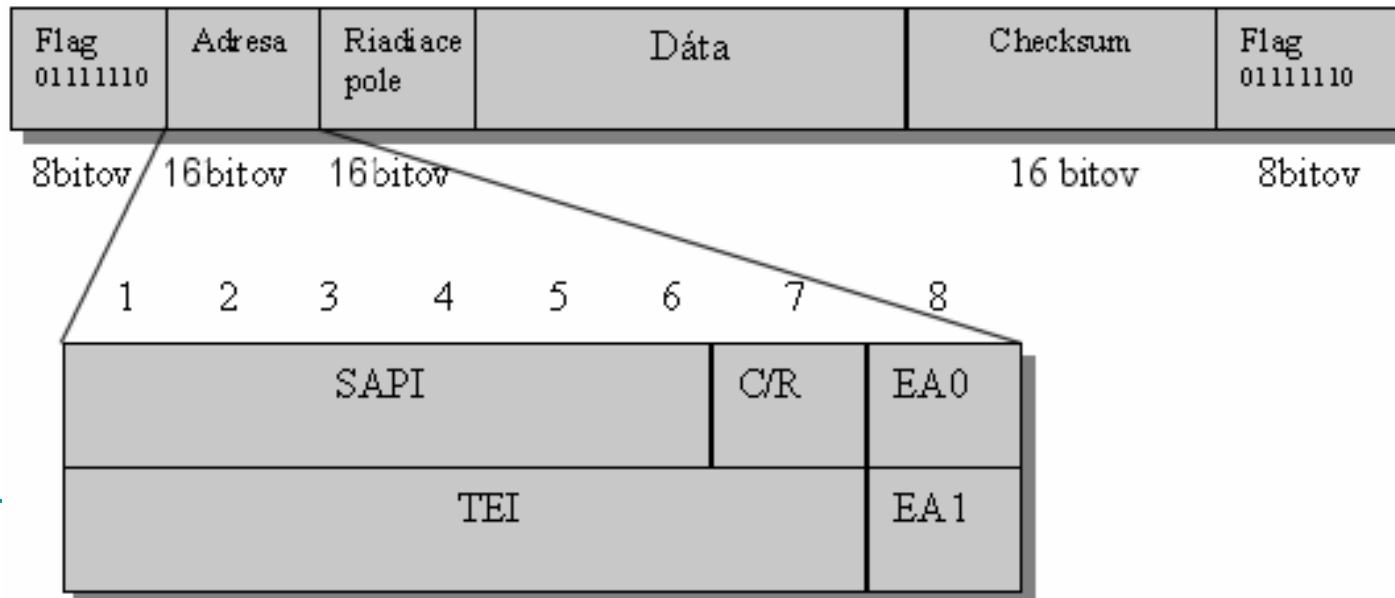 Flag
01111110
Adresa
Riadiace
pole
Dáta
Checksum
Flag
01111110
8bitov 16bitov 16bitov 16 bitov 8bitov
1 2 3 4 5 6 7 8
SAPI C/R EA0
TEI EA1